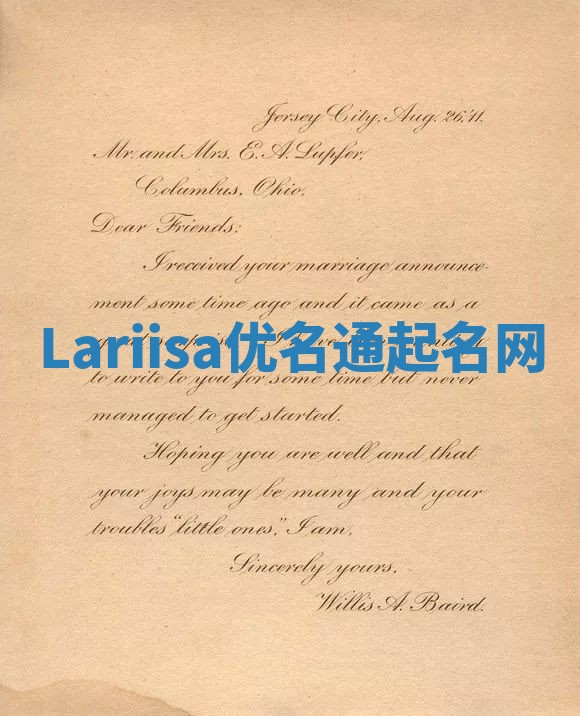 Jersey City, Aug. 26,'11.
Mr. and Mrs. E. A. Lupfer,
Columbus, Ohio.
Dear Friends:
I received your marriage announce-
ment some time ago and it came as a
Lariisa优名通起名网
to write to you for some time but never
managed to get started.
Hoping you are well and that
your joys may be many and your
troubles "little ones," I am,
Sincerely yours,
Willis A. Baird.